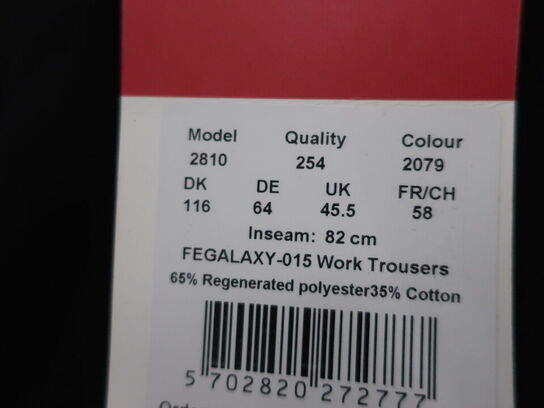 Model Quality Colour
2810 254 2079
DK DE UK FR/CH
116 64 45.5 58
Inseam: 82 cm
FEGALAXY-015 Work Trousers
65% Regenerated polyester35% Cotton
5 702820 272777